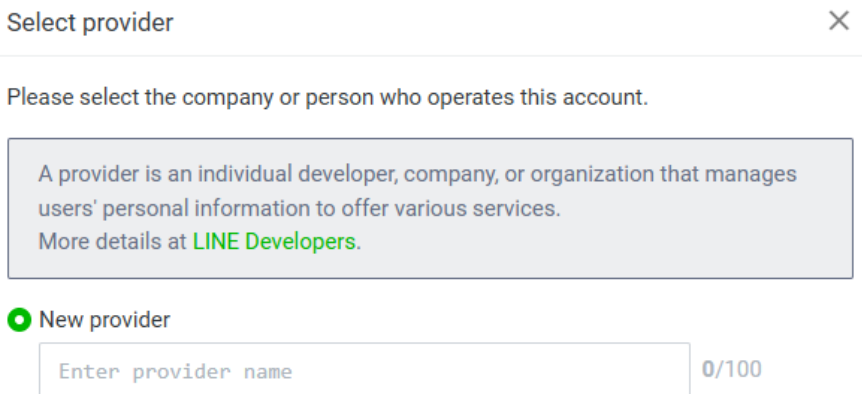 Select provider
Please select the company or person who operates this account.
A provider is an individual developer, company, or organization that manages
users' personal information to offer various services.
More details at LINE Developers.
New provider
Enter provider name
0/100